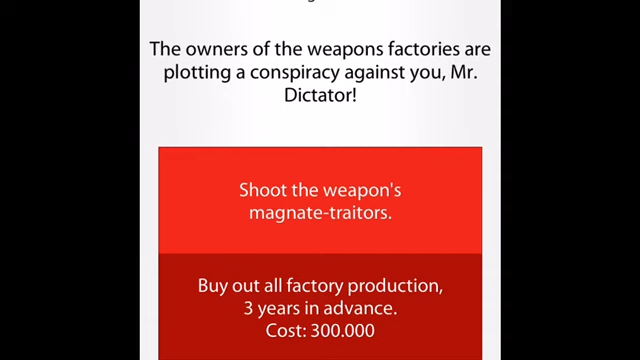 The owners of the weapons factories are
plotting a conspiracy against you, Mr.
Dictator!
Shoot the weapon's
magnate-traitors.
Buy out all factory production,
3 years in advance.
Cost: 300.000